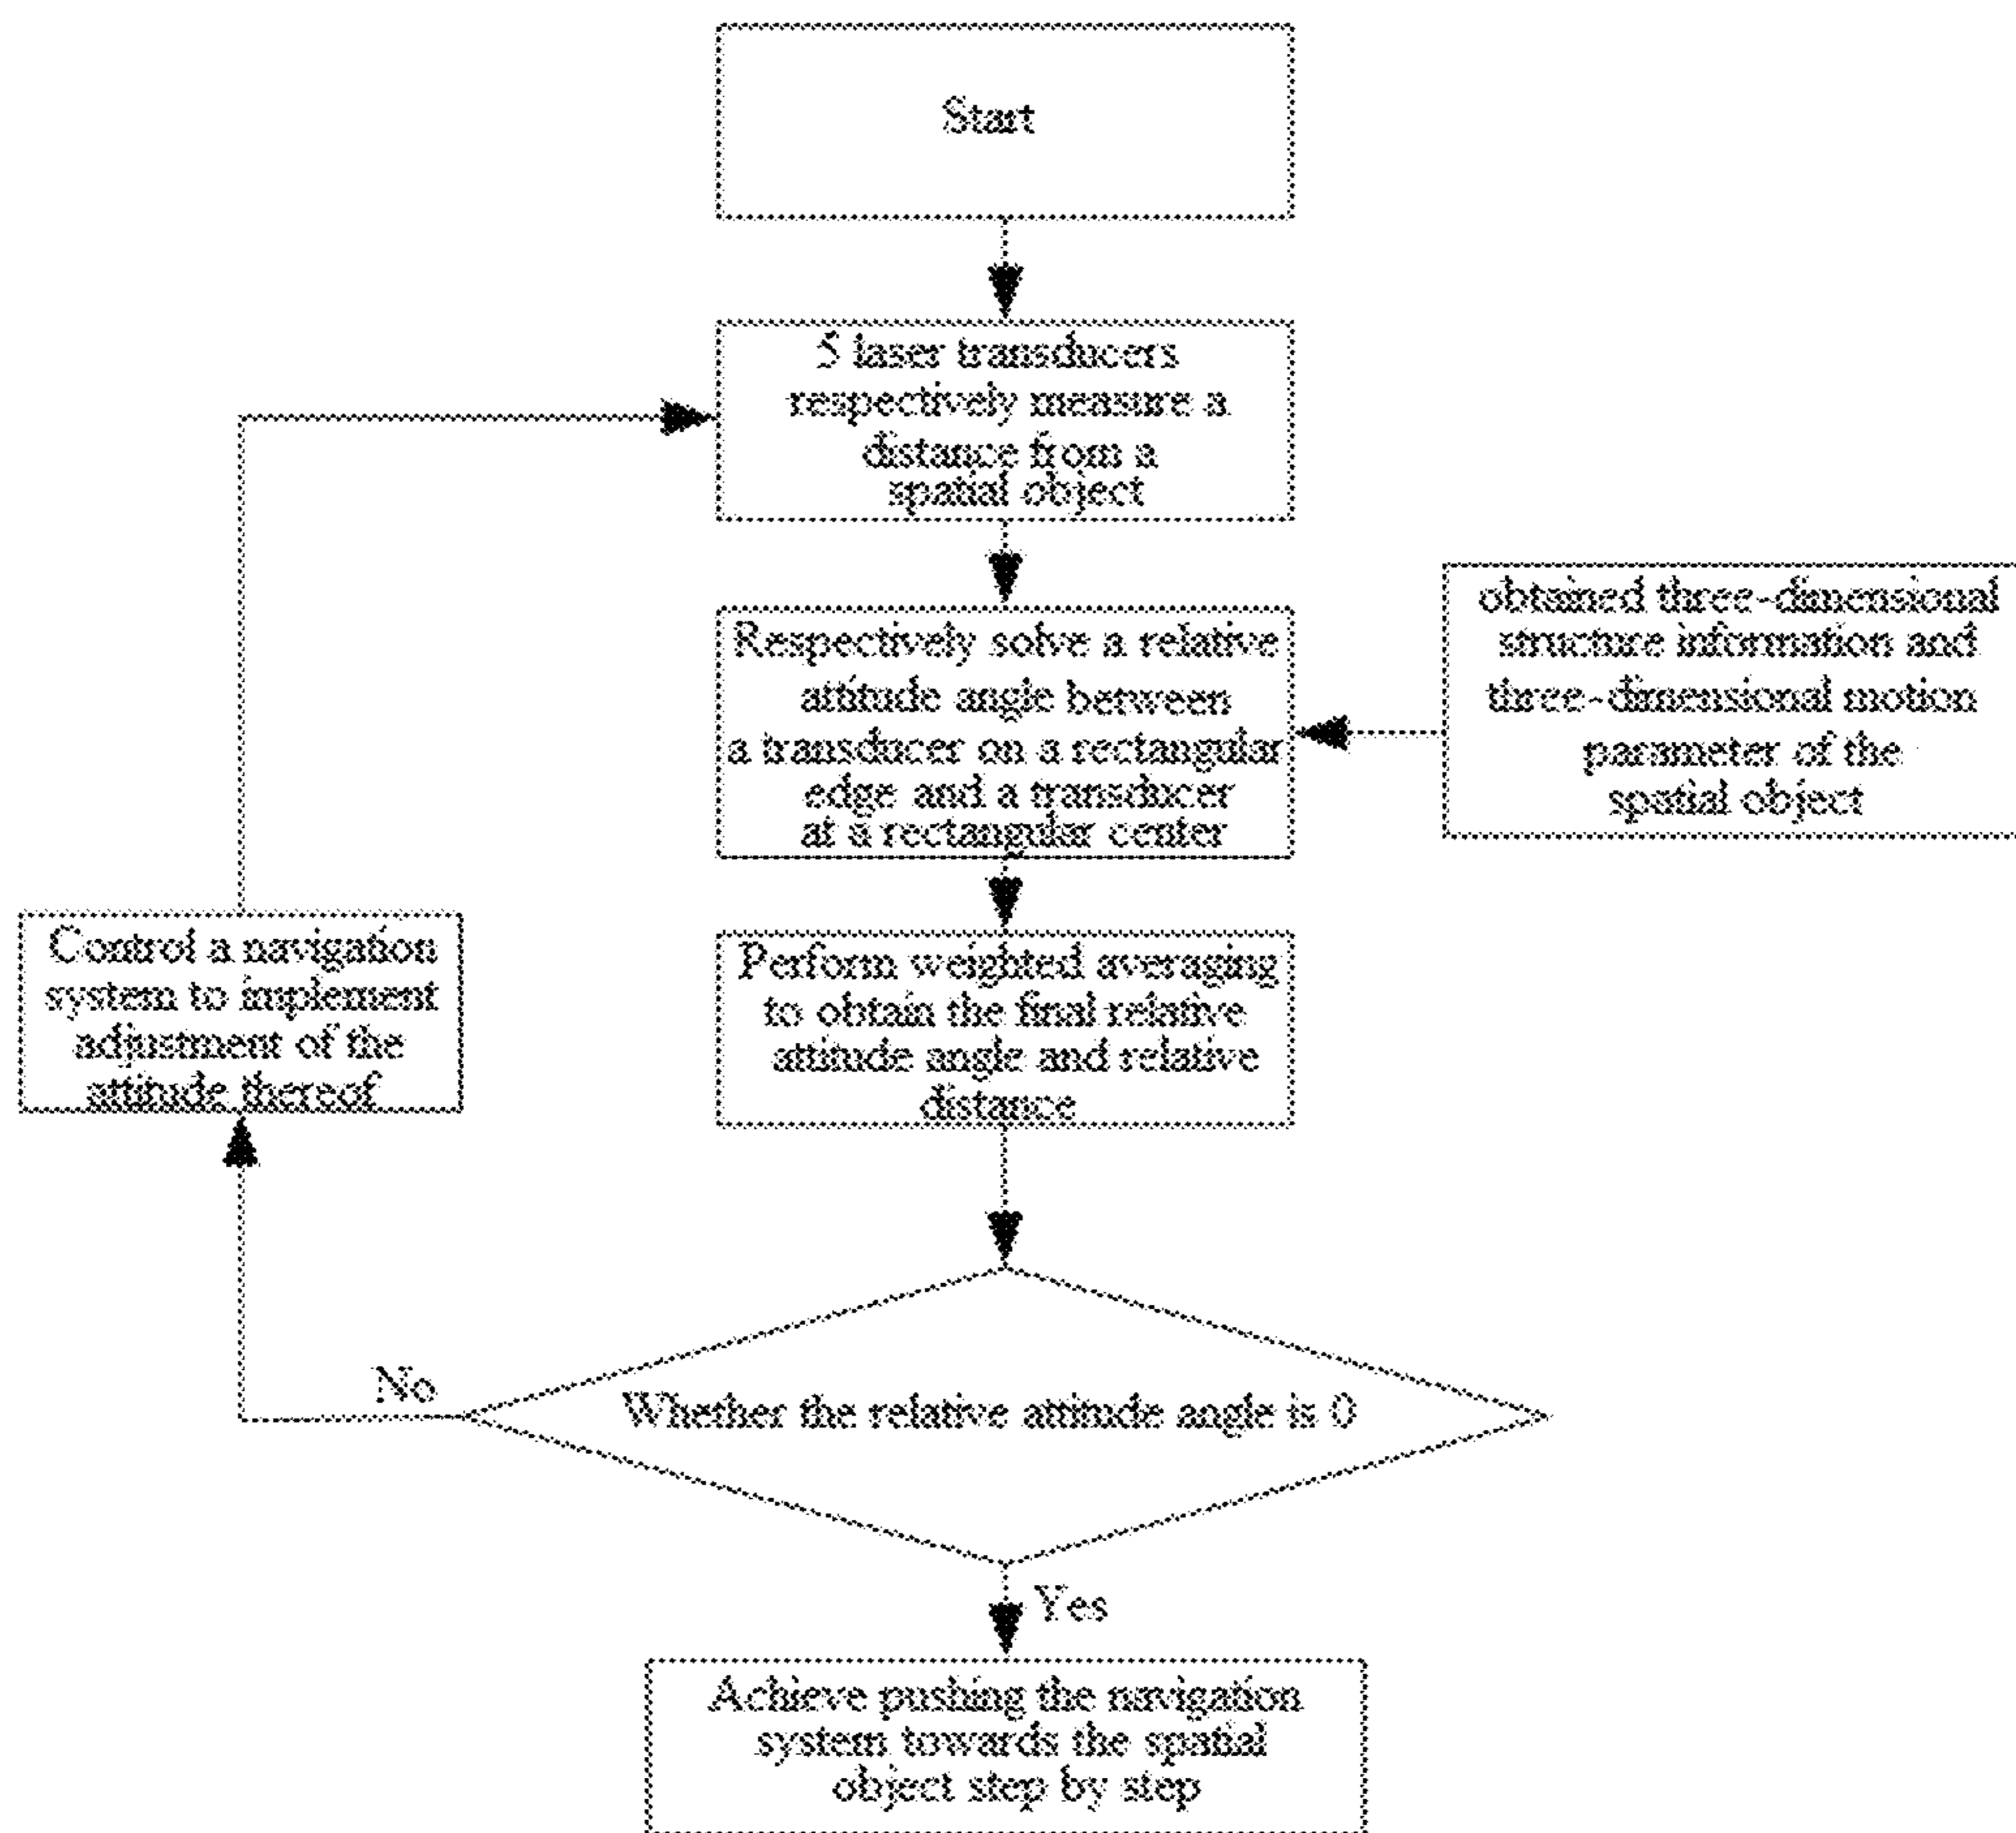 Start
5 laser transducers
respectively measure a
distance from a
spatial object
Respectively solve a relative
attitude angle between
a transducer on a rectangular
edge and a transducer
at a rectangular center
obtained three-dimensional
structure information and
three-dimensional motion
parameter of the
spatial object
Control a navigation
system to implement
adjustment of the
attitude thereof
Perform weighted averaging
to obtain the final relative
attitude angle and relative
distance
No
Whether the relative attitude angle is 0
Yes
Achieve pushing the navigation
system towards the spatial
object step by step